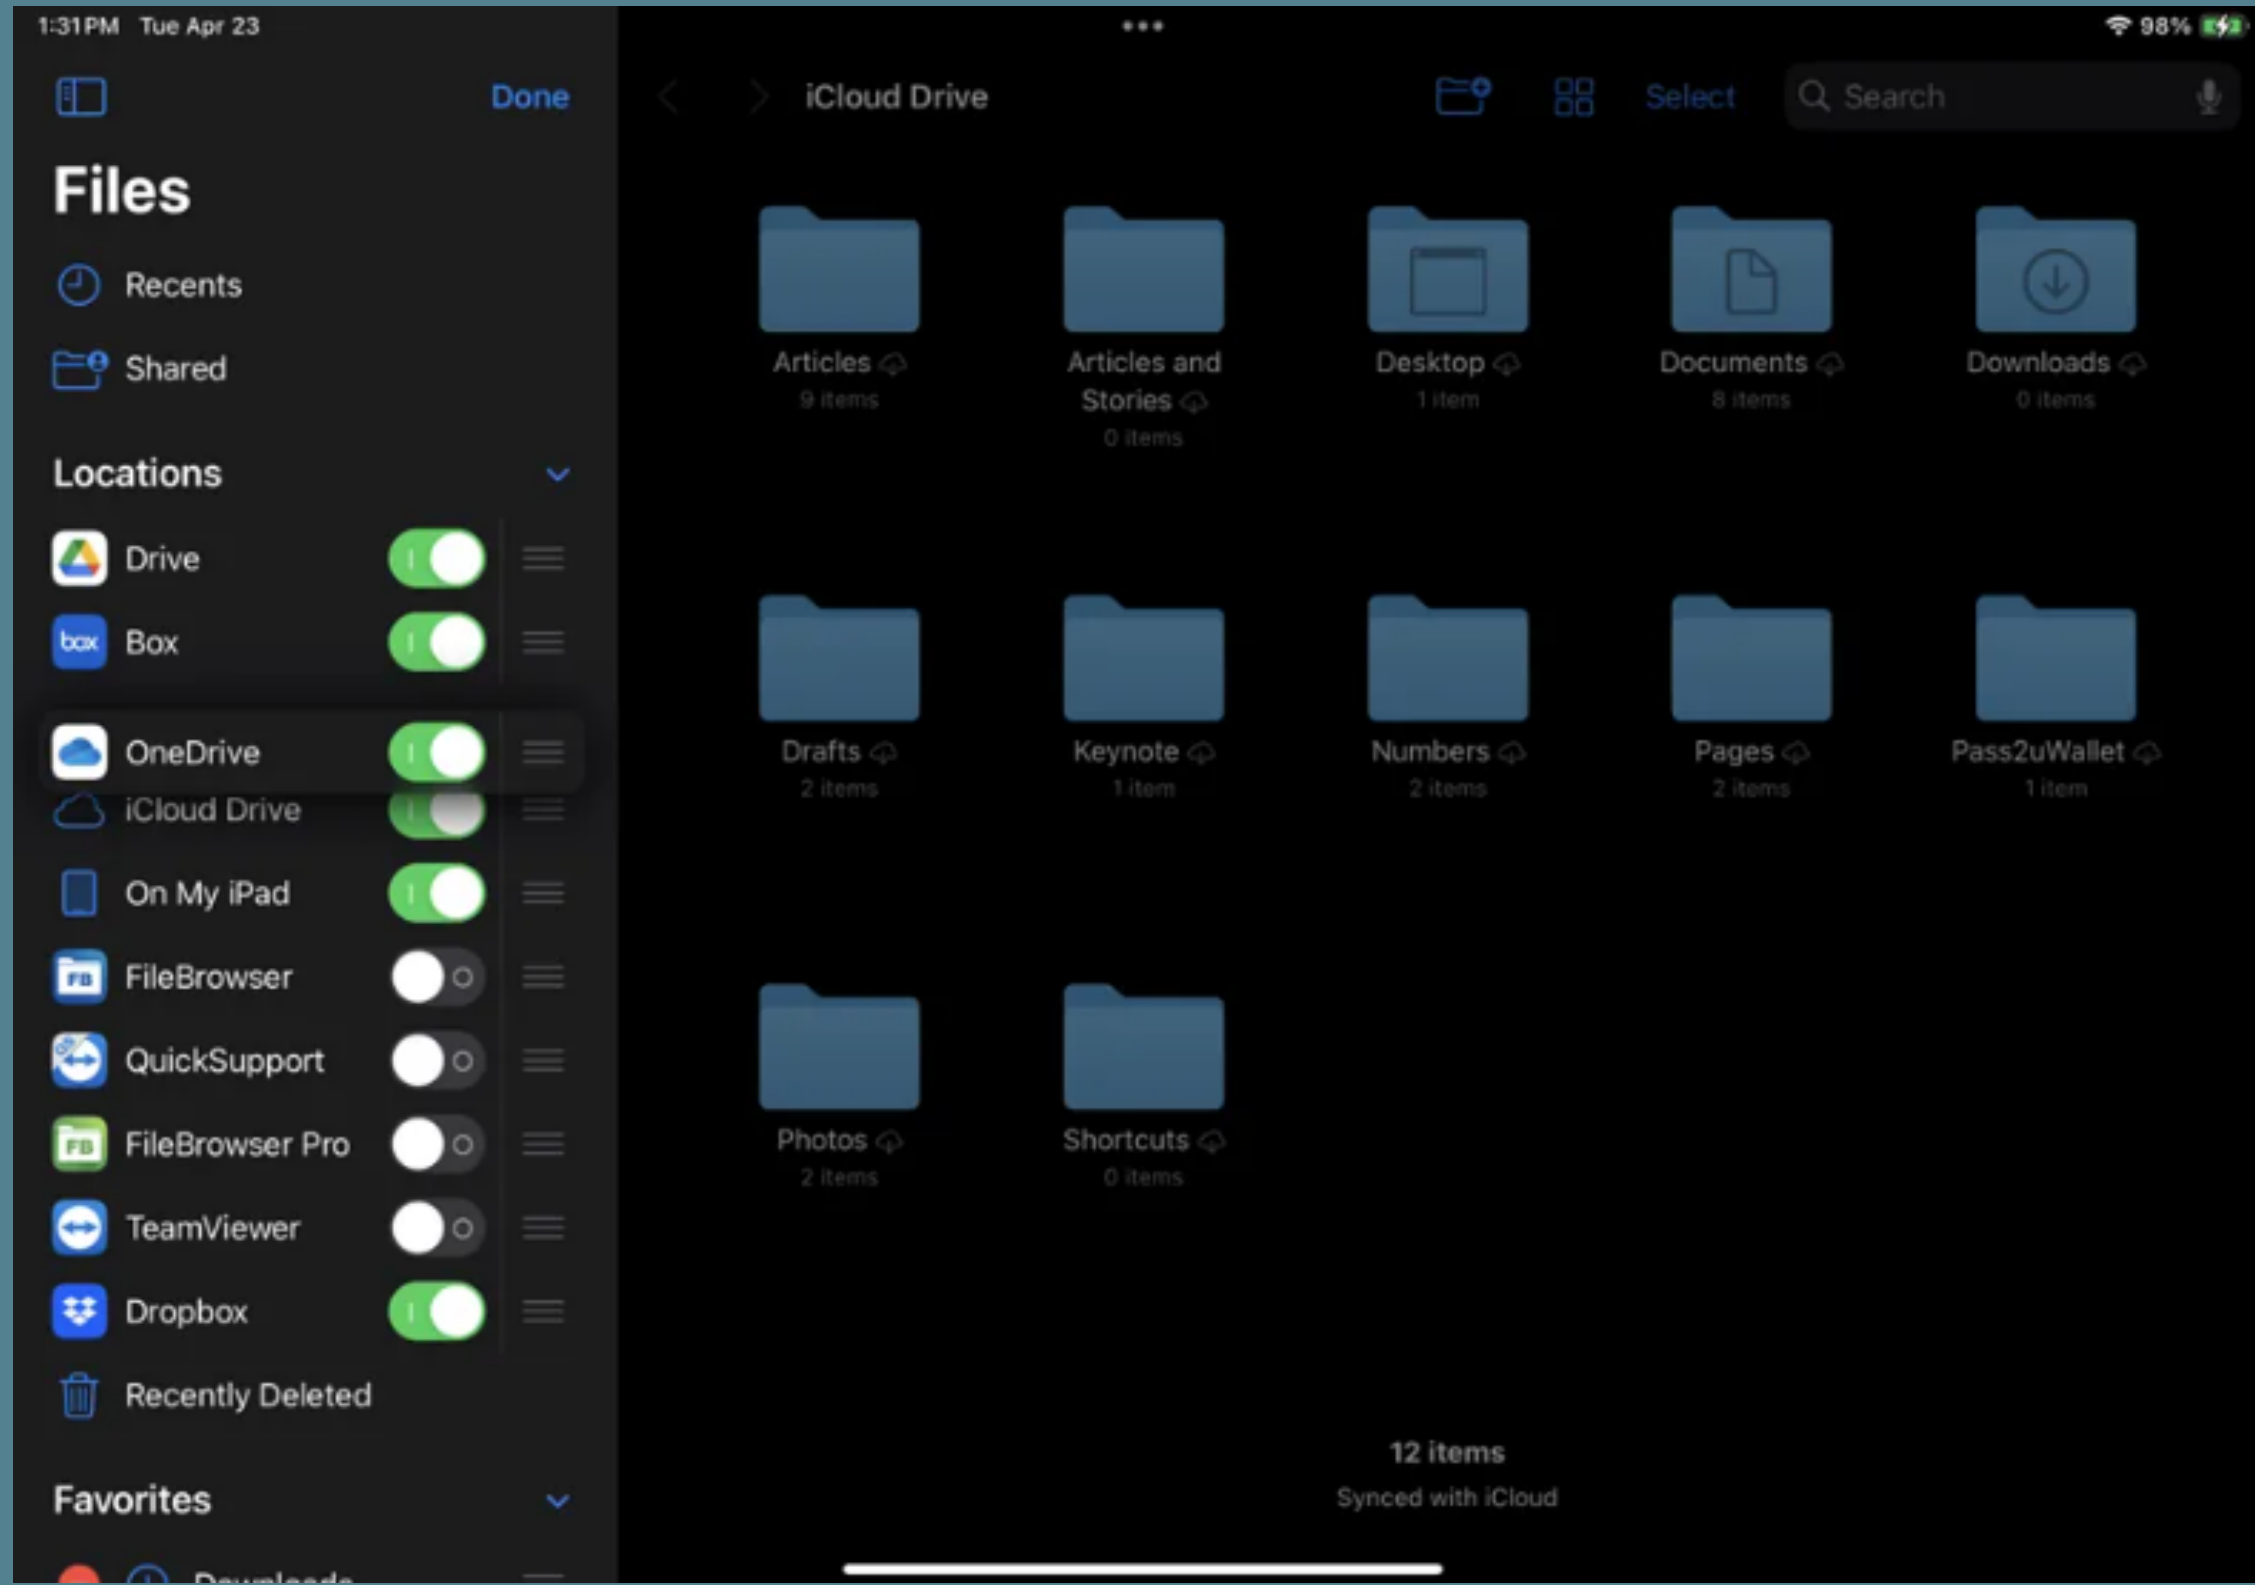 1:31 PM Tue Apr 23
98%
Done
iCloud Drive
Select
Search
Files
Recents
Shared
Locations
Drive
box
Box
OneDrive
iCloud Drive
On My iPad
FB
FileBrowser
QuickSupport
FB
FileBrowser Pro
TeamViewer
Dropbox
Recently Deleted
Favorites
Downloads
Articles
9 items
Articles and
Stories
0 items
Desktop
1 item
Documents
8 items
Downloads
0 items
Drafts
2 items
Keynote
1 item
Numbers
2 items
Pages
2 items
Pass2uWallet
1 item
Photos
2 items
Shortcuts
0 items
12 items
Synced with iCloud